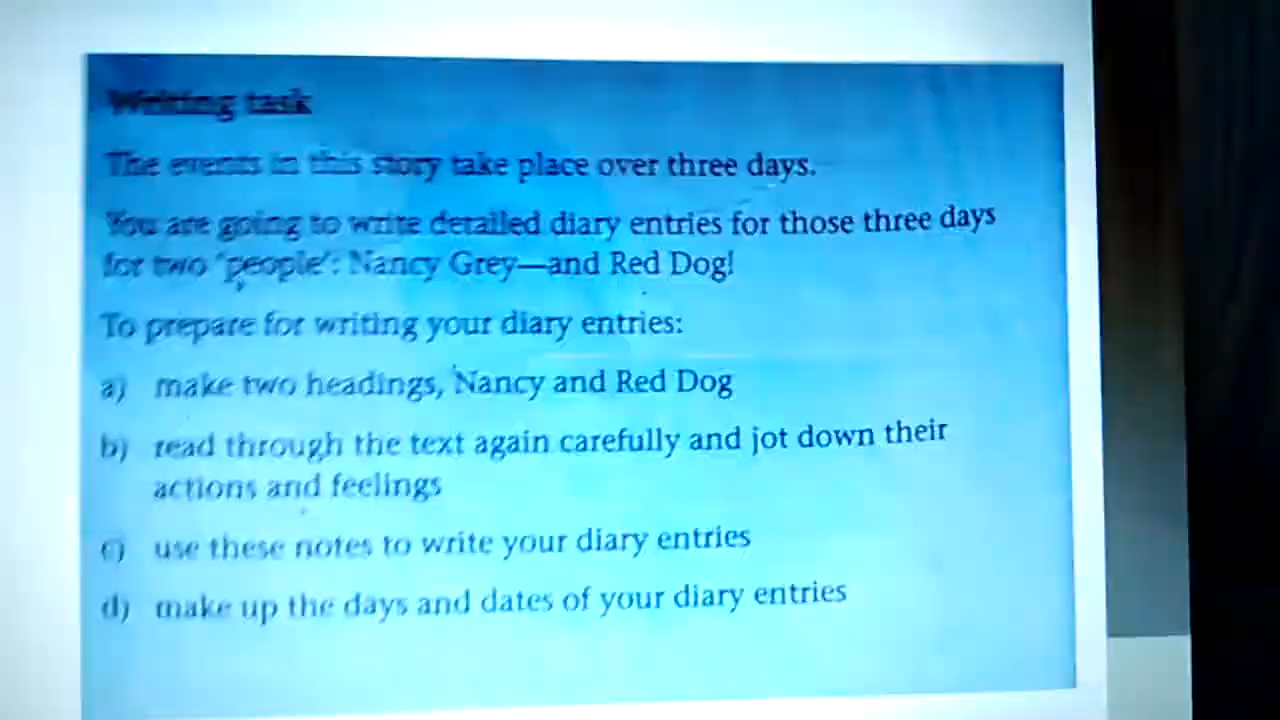 Writing task
The events in this story take place over three days.
You are going to write detailed diary entries for those three days
for two 'people': Nancy Grey—and Red Dog!
To prepare for writing your diary entries:
a) make two headings, Nancy and Red Dog
b) read through the text again carefully and jot down their
actions and feelings
c) use these notes to write your diary entries
d) make up the days and dates of your diary entries